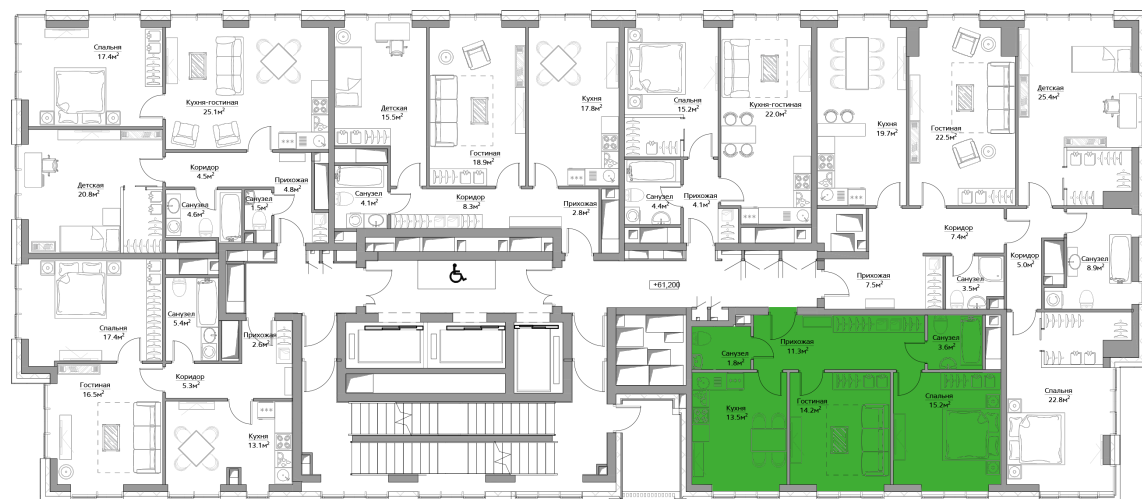 Спальня
17.4м²
Кухня-гостиная
25.1м²
Детская
15.5м²
Гостиная
18.9м²
Кухня
17.8м²
Спальня
15.2м²
Кухня-гостиная
22.0м²
Кухня
19.7м²
Гостиная
22.5м²
Детская
25.4м²
Детская
20.8м²
Коридор
4.5м²
Прихожая
4.8м²
Санузел
4.6м²
Санузел
1.5м²
Санузел
4.1м²
Коридор
8.3м²
Прихожая
2.8м²
Санузел
4.4м²
Прихожая
4.1м²
Коридор
7.4м²
Коридор
5.0м²
Санузел
8.9м²
Прихожая
7.5м²
Санузел
3.5м²
+61,200
Спальня
17.4м²
Санузел
5.4м²
Прихожая
2.6м²
Гостиная
16.5м²
Коридор
5.3м²
Кухня
13.1м²
Санузел
1.8м²
Прихожая
11.3м²
Санузел
3.6м²
Кухня
13.5м²
Гостиная
14.2м²
Спальня
15.2м²
Спальня
22.8м²